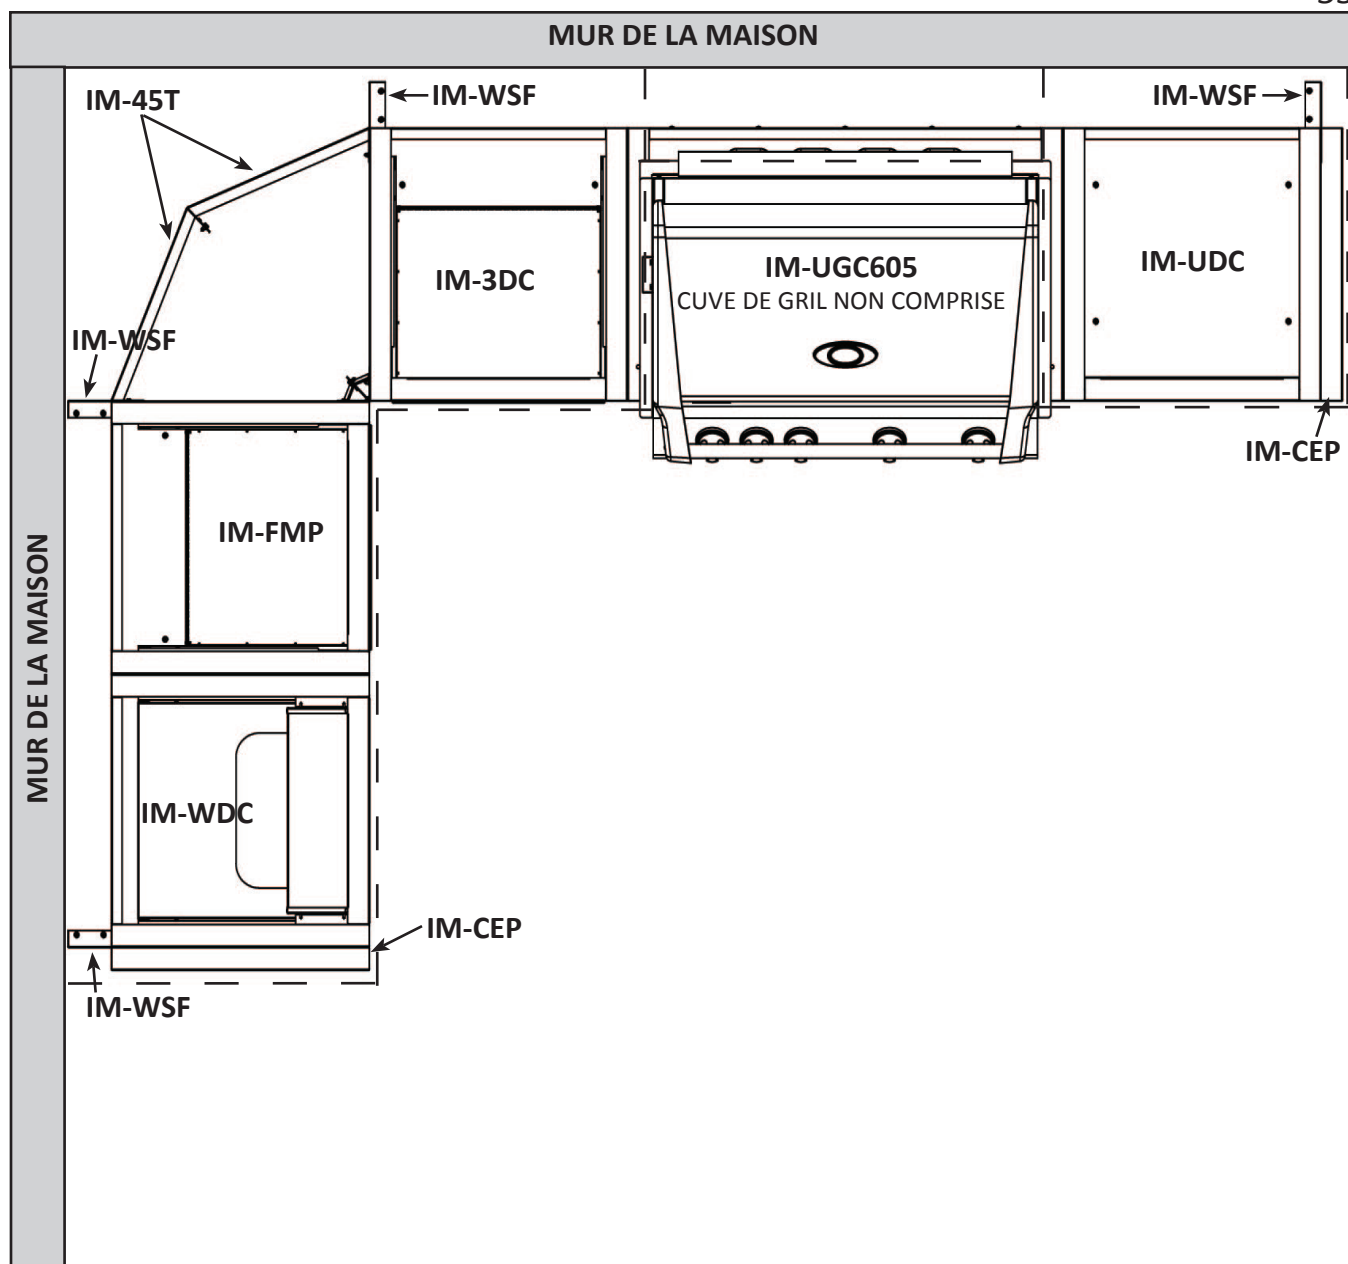 MUR DE LA MAISON
IM-45T
IM-WSF
IM-WSF
IM-3DC
IM-UGC605
CUVE DE GRIL NON COMPRISE
IM-UDC
IM-WSF
IM-CEP
IM-FMP
MUR DE LA MAISON
IM-WDC
IM-CEP
IM-WSF